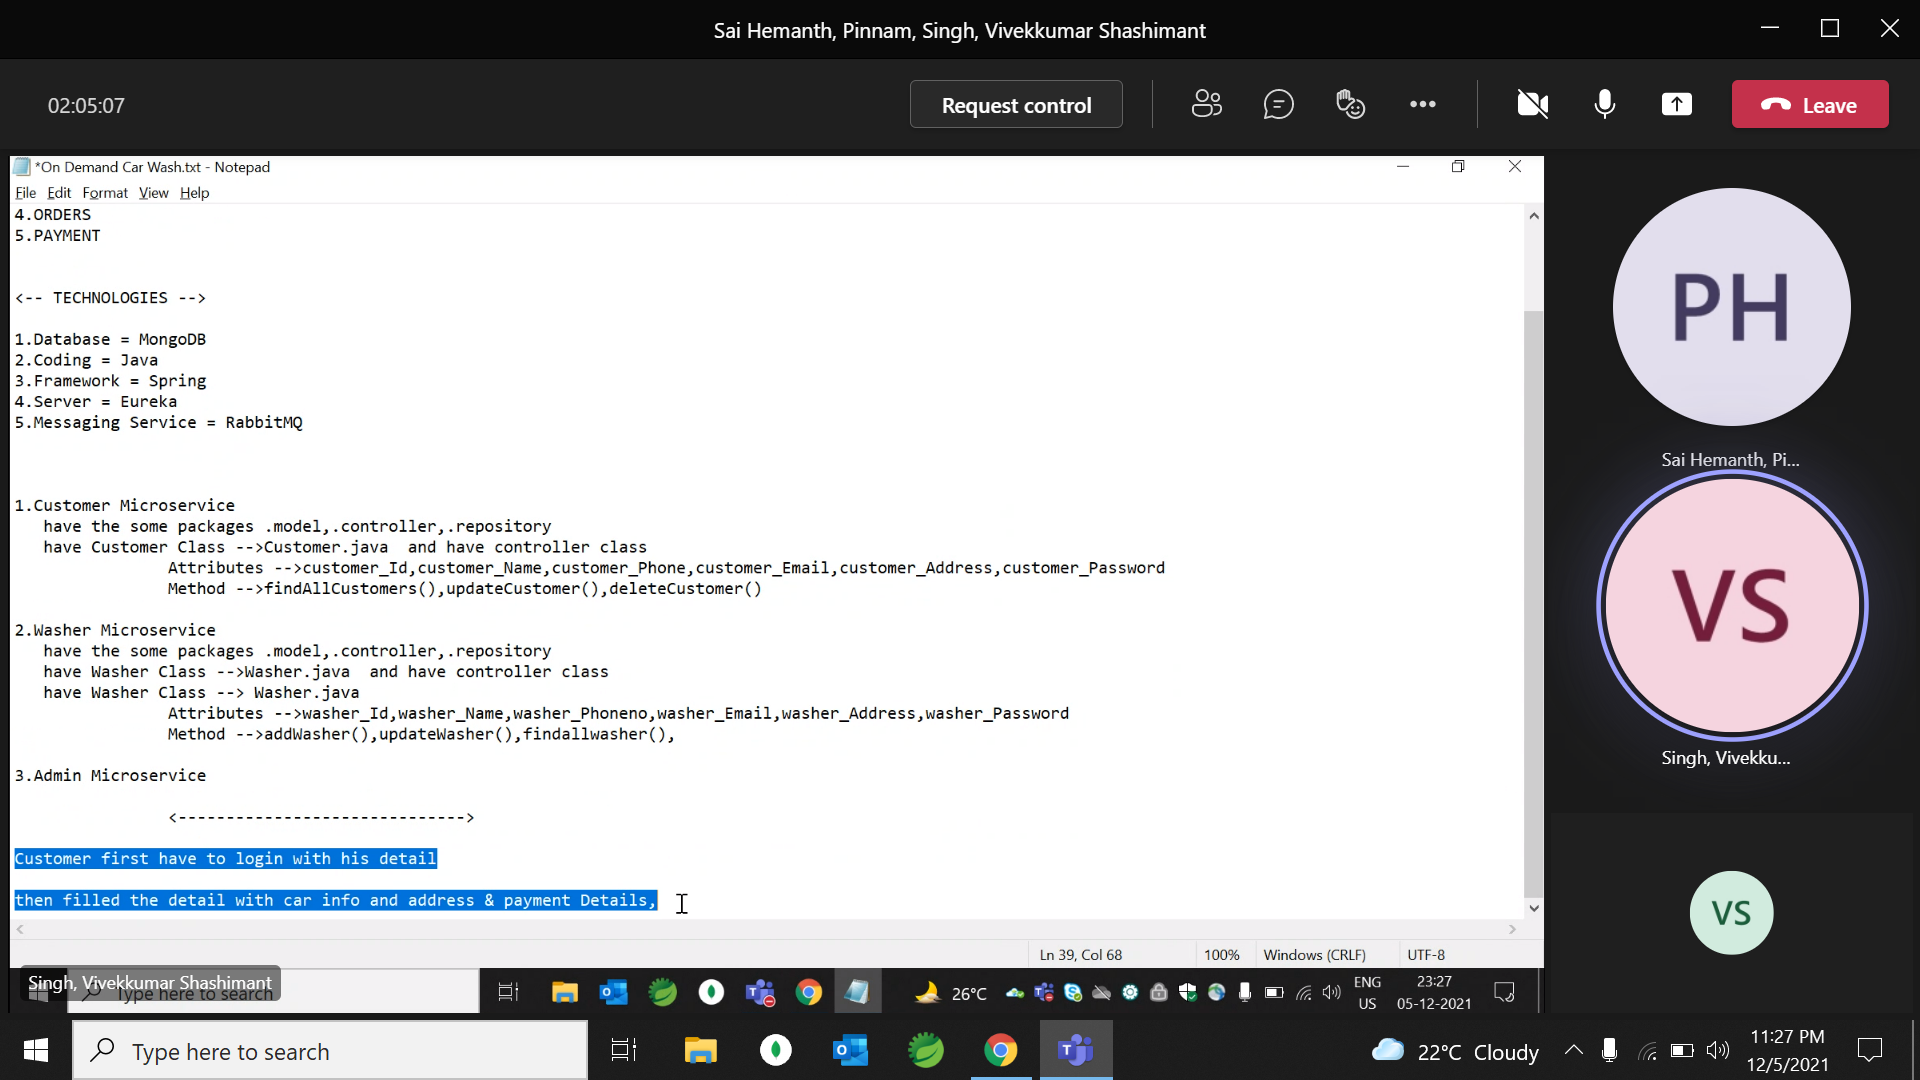 Sai Hemanth, Pinnam, Singh, Vivekkumar Shashimant
02:05:07
Request control
Leave
*On Demand Car Wash.txt - Notepad
File Edit Format View Help
4.ORDERS
5.PAYMENT
<-- TECHNOLOGIES -->
1.Database = MongoDB
2.Coding = Java
3.Framework = Spring
4.Server = Eureka
5.Messaging Service = RabbitMQ
1.Customer Microservice
have the some packages .model,.controller,.repository
have Customer Class -->Customer.java and have controller class
Attributes -->customer_Id,customer_Name,customer_Phone,customer_Email,customer_Address,customer_Password
Method -->findAllCustomers(),updateCustomer(),deleteCustomer()
2.Washer Microservice
have the some packages .model,.controller,.repository
have Washer Class -->Washer.java and have controller class
have Washer Class --> Washer.java
Attributes -->washer_Id,washer_Name,washer_Phoneno,washer_Email,washer_Address,washer_Password
Method -->addWasher(),updateWasher(),findallwasher(),
3.Admin Microservice
<------------------------------>
Customer first have to login with his detail
then filled the detail with car info and address & payment Details,
Ln 39, Col 68
100%
Windows (CRLF)
UTF-8
Singh, Vivekkumar Shashimant
Type here to search
26°C
ENG
US
23:27
05-12-2021
PH
Sai Hemanth, Pi...
VS
Singh, Vivekku...
VS
Type here to search
22°C Cloudy
11:27 PM
12/5/2021